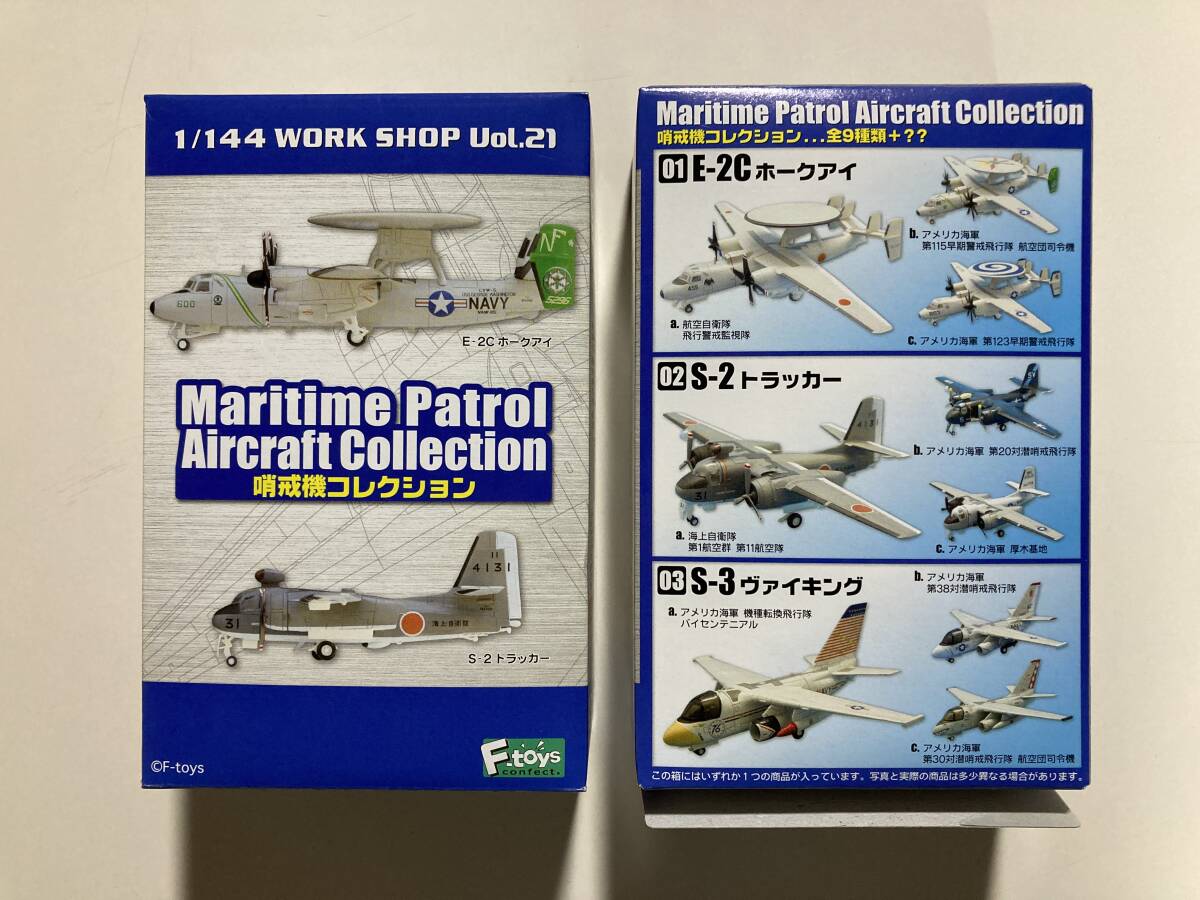 1/144 WORK SHOP Vol.21
NF
600
NAVY
5296
E-2C ホークアイ
Maritime Patrol
Aircraft Collection
哨戒機コレクション
11
4131
31
海上自衛隊
S-2 トラッカー
©F-toys
F-toys
confect.
Maritime Patrol Aircraft Collection
哨戒機コレクション...全9種類+??
01 E-2C ホークアイ
b. アメリカ海軍
第115早期警戒飛行隊 航空団司令機
a. 航空自衛隊
飛行警戒監視隊
c. アメリカ海軍 第123早期警戒飛行隊
02 S-2 トラッカー
4131
31
b. アメリカ海軍 第20対潜哨戒飛行隊
a. 海上自衛隊
第1航空群 第11航空隊
c. アメリカ海軍 厚木基地
03 S-3 ヴァイキング
b. アメリカ海軍
第38対潜哨戒飛行隊
a. アメリカ海軍 機種転換飛行隊
バイセンテニアル
76
c. アメリカ海軍
第30対潜哨戒飛行隊 航空団司令機
この箱にはいずれか1つの商品が入っています。写真と実際の商品は多少異なる場合があります。